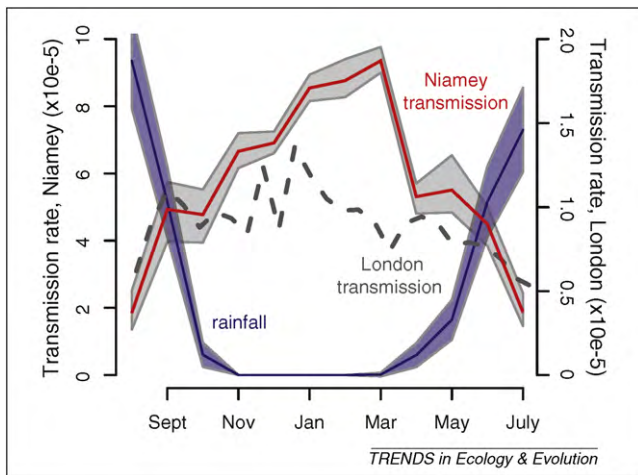 Transmission rate, Niamey (x10e-5)
10
8
6
4
2
0
Niamey
transmission
London
transmission
rainfall
2.0
1.5
1.0
0.5
0
Transmission rate, London (x10e-5)
Sept
Nov
Jan
Mar
May
July
TRENDS in Ecology & Evolution